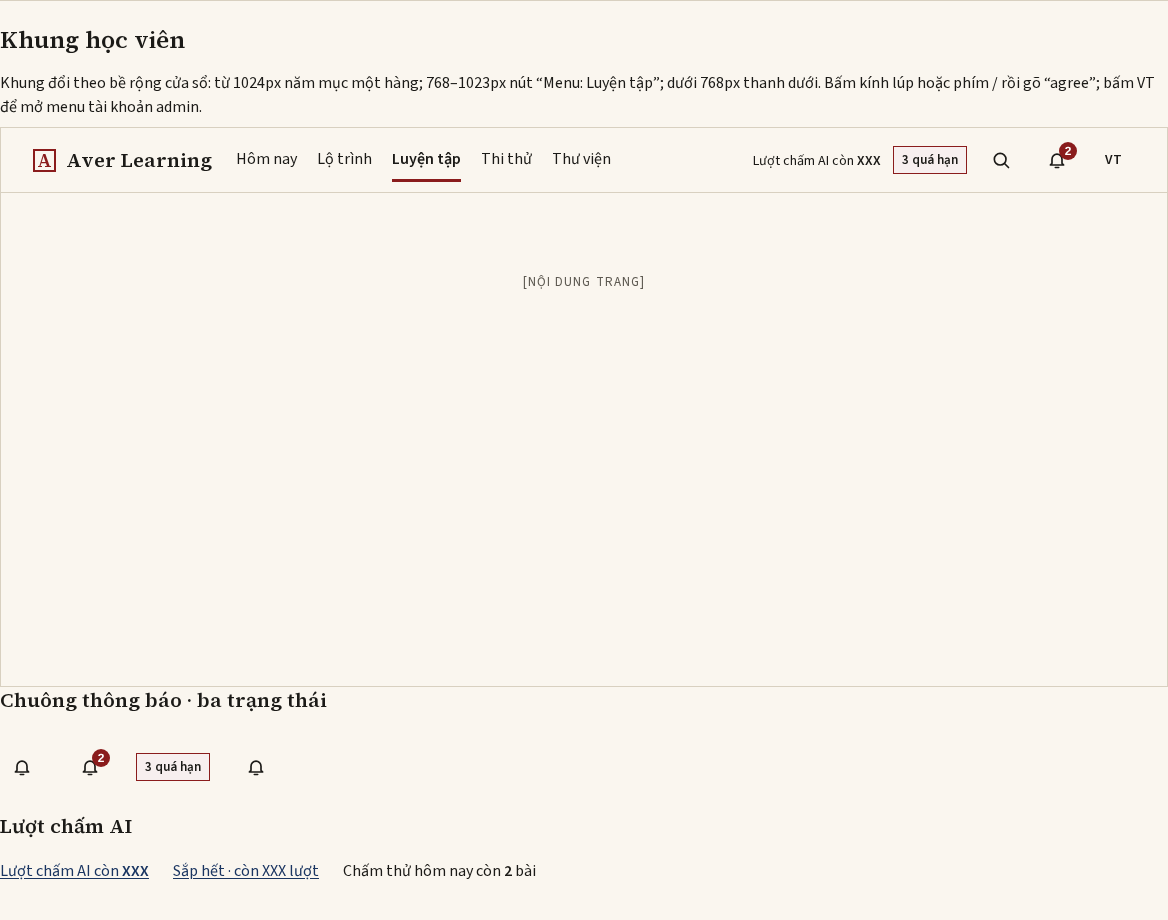 Khung học viên
Khung đổi theo bề rộng cửa sổ: từ 1024px năm mục một hàng; 768–1023px nút “Menu: Luyện tập”; dưới 768px thanh dưới. Bấm kính lúp hoặc phím / rồi gõ “agree”; bấm VT
để mở menu tài khoản admin.
A Aver Learning Hôm nay Lộ trình Luyện tập Thi thử Thư viện Lượt chấm AI còn XXX 3 quá hạn 2 VT
[NỘI DUNG TRANG]
Chuông thông báo · ba trạng thái
2 3 quá hạn
Lượt chấm AI
Lượt chấm AI còn XXX Sắp hết · còn XXX lượt Chấm thử hôm nay còn 2 bài